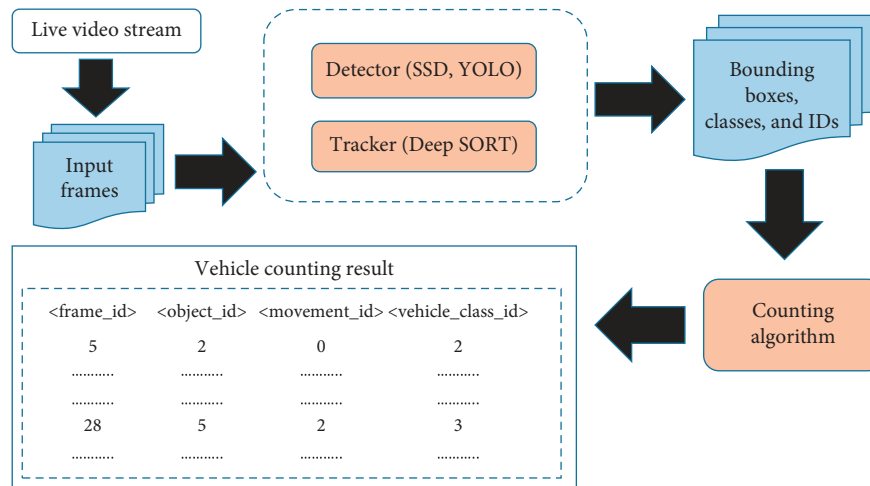 Live video stream
Input
frames
Detector (SSD, YOLO)
Tracker (Deep SORT)
Bounding
boxes,
classes, and IDs
Counting
algorithm
Vehicle counting result
<frame_id> <object_id> <movement_id> <vehicle_class_id>
5 2 0 2
........... ........... ........... ...........
........... ........... ........... ...........
28 5 2 3
........... ........... ........... ...........